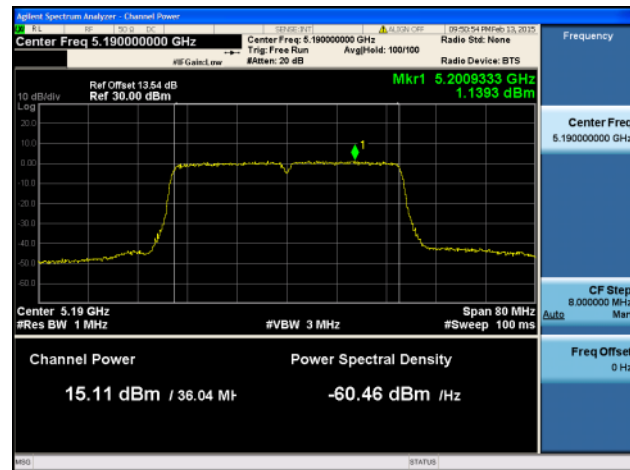 Agilent Spectrum Analyzer - Channel Power
RL RF 50 Ω DC SENSE:INT ALIGN OFF 09:50:54 PM Feb 13, 2015
Center Freq 5.190000000 GHz
Center Freq: 5.190000000 GHz Radio Std: None
Trig: Free Run Avg|Hold: 100/100
#IFGain:Low #Atten: 20 dB Radio Device: BTS
Frequency
Mkr1 5.2009333 GHz
1.1393 dBm
Ref Offset 13.54 dB
10 dB/div Ref 30.00 dBm
Log
20.0
10.0
0.00
-10.0
-20.0
-30.0
-40.0
-50.0
-60.0
1
Center Freq
5.190000000 GHz
Center 5.19 GHz Span 80 MHz
#Res BW 1 MHz #VBW 3 MHz #Sweep 100 ms
CF Step
8.000000 MHz
Auto Man
Channel Power Power Spectral Density
15.11 dBm / 36.04 MH -60.46 dBm /Hz
Freq Offset
0 Hz
MSG STATUS